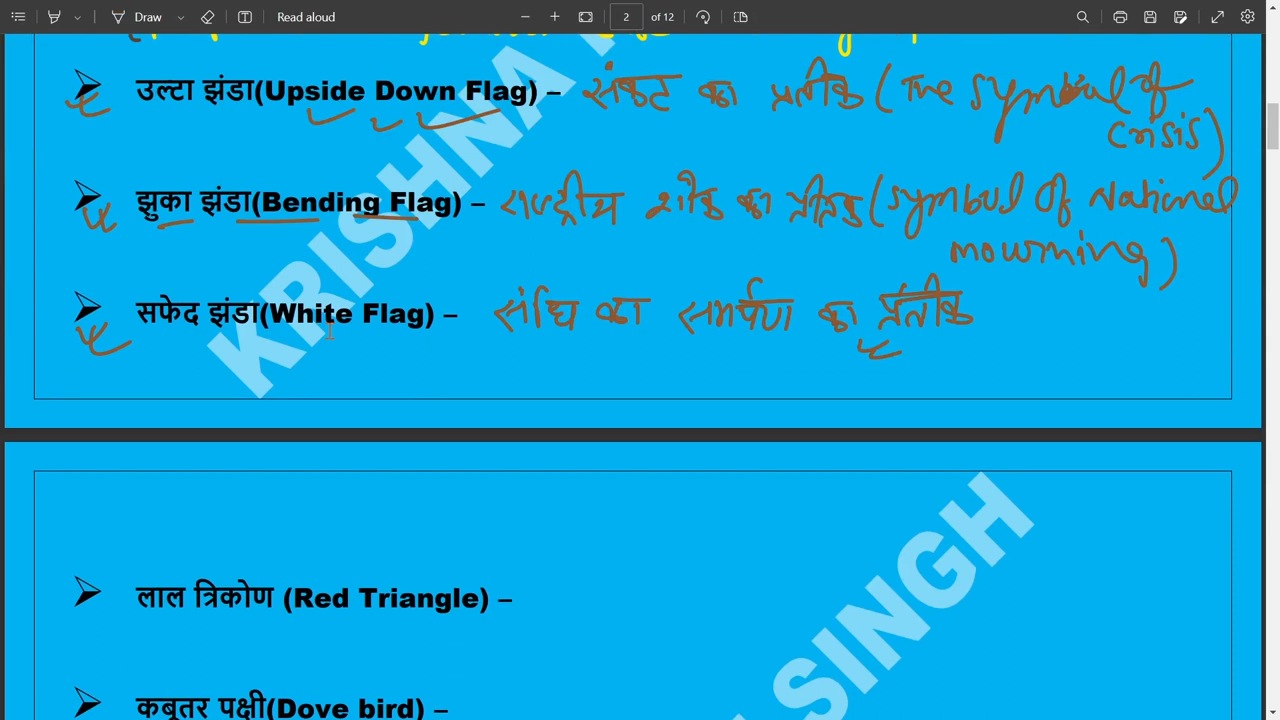 Draw Read aloud 2 of 12
उल्टा झंडा(Upside Down Flag) – संकट का प्रतीक (The symbol of
crisis)
झुका झंडा(Bending Flag) – राष्ट्रीय शोक का प्रतीक (symbol of National
mourning)
सफेद झंडा(White Flag) – संधि का समर्पण का प्रतीक
KRISHNA
लाल त्रिकोण (Red Triangle) –
SINGH
कबूतर पक्षी(Dove bird) –